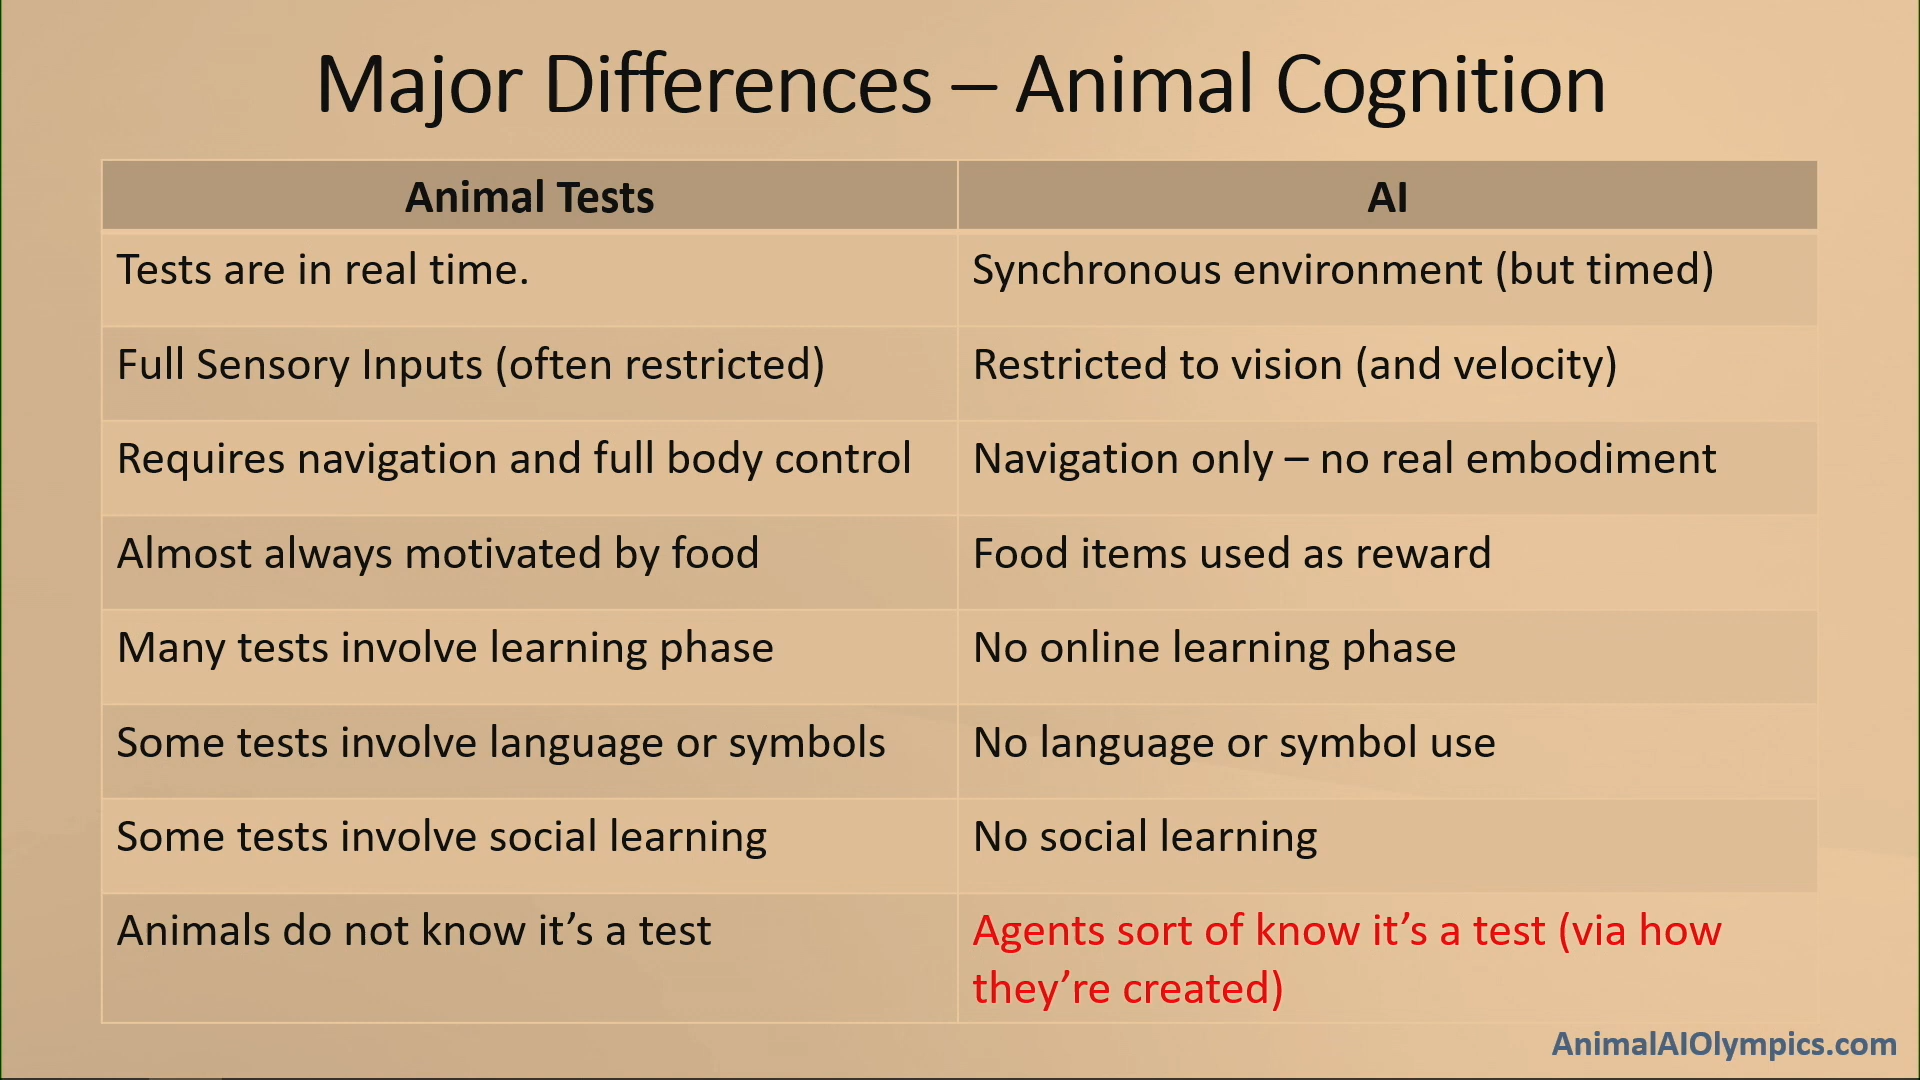 Major Differences – Animal Cognition
Animal Tests
AI
Tests are in real time.
Synchronous environment (but timed)
Full Sensory Inputs (often restricted)
Restricted to vision (and velocity)
Requires navigation and full body control
Navigation only – no real embodiment
Almost always motivated by food
Food items used as reward
Many tests involve learning phase
No online learning phase
Some tests involve language or symbols
No language or symbol use
Some tests involve social learning
No social learning
Animals do not know it’s a test
Agents sort of know it’s a test (via how
they’re created)
AnimalAIOlympics.com